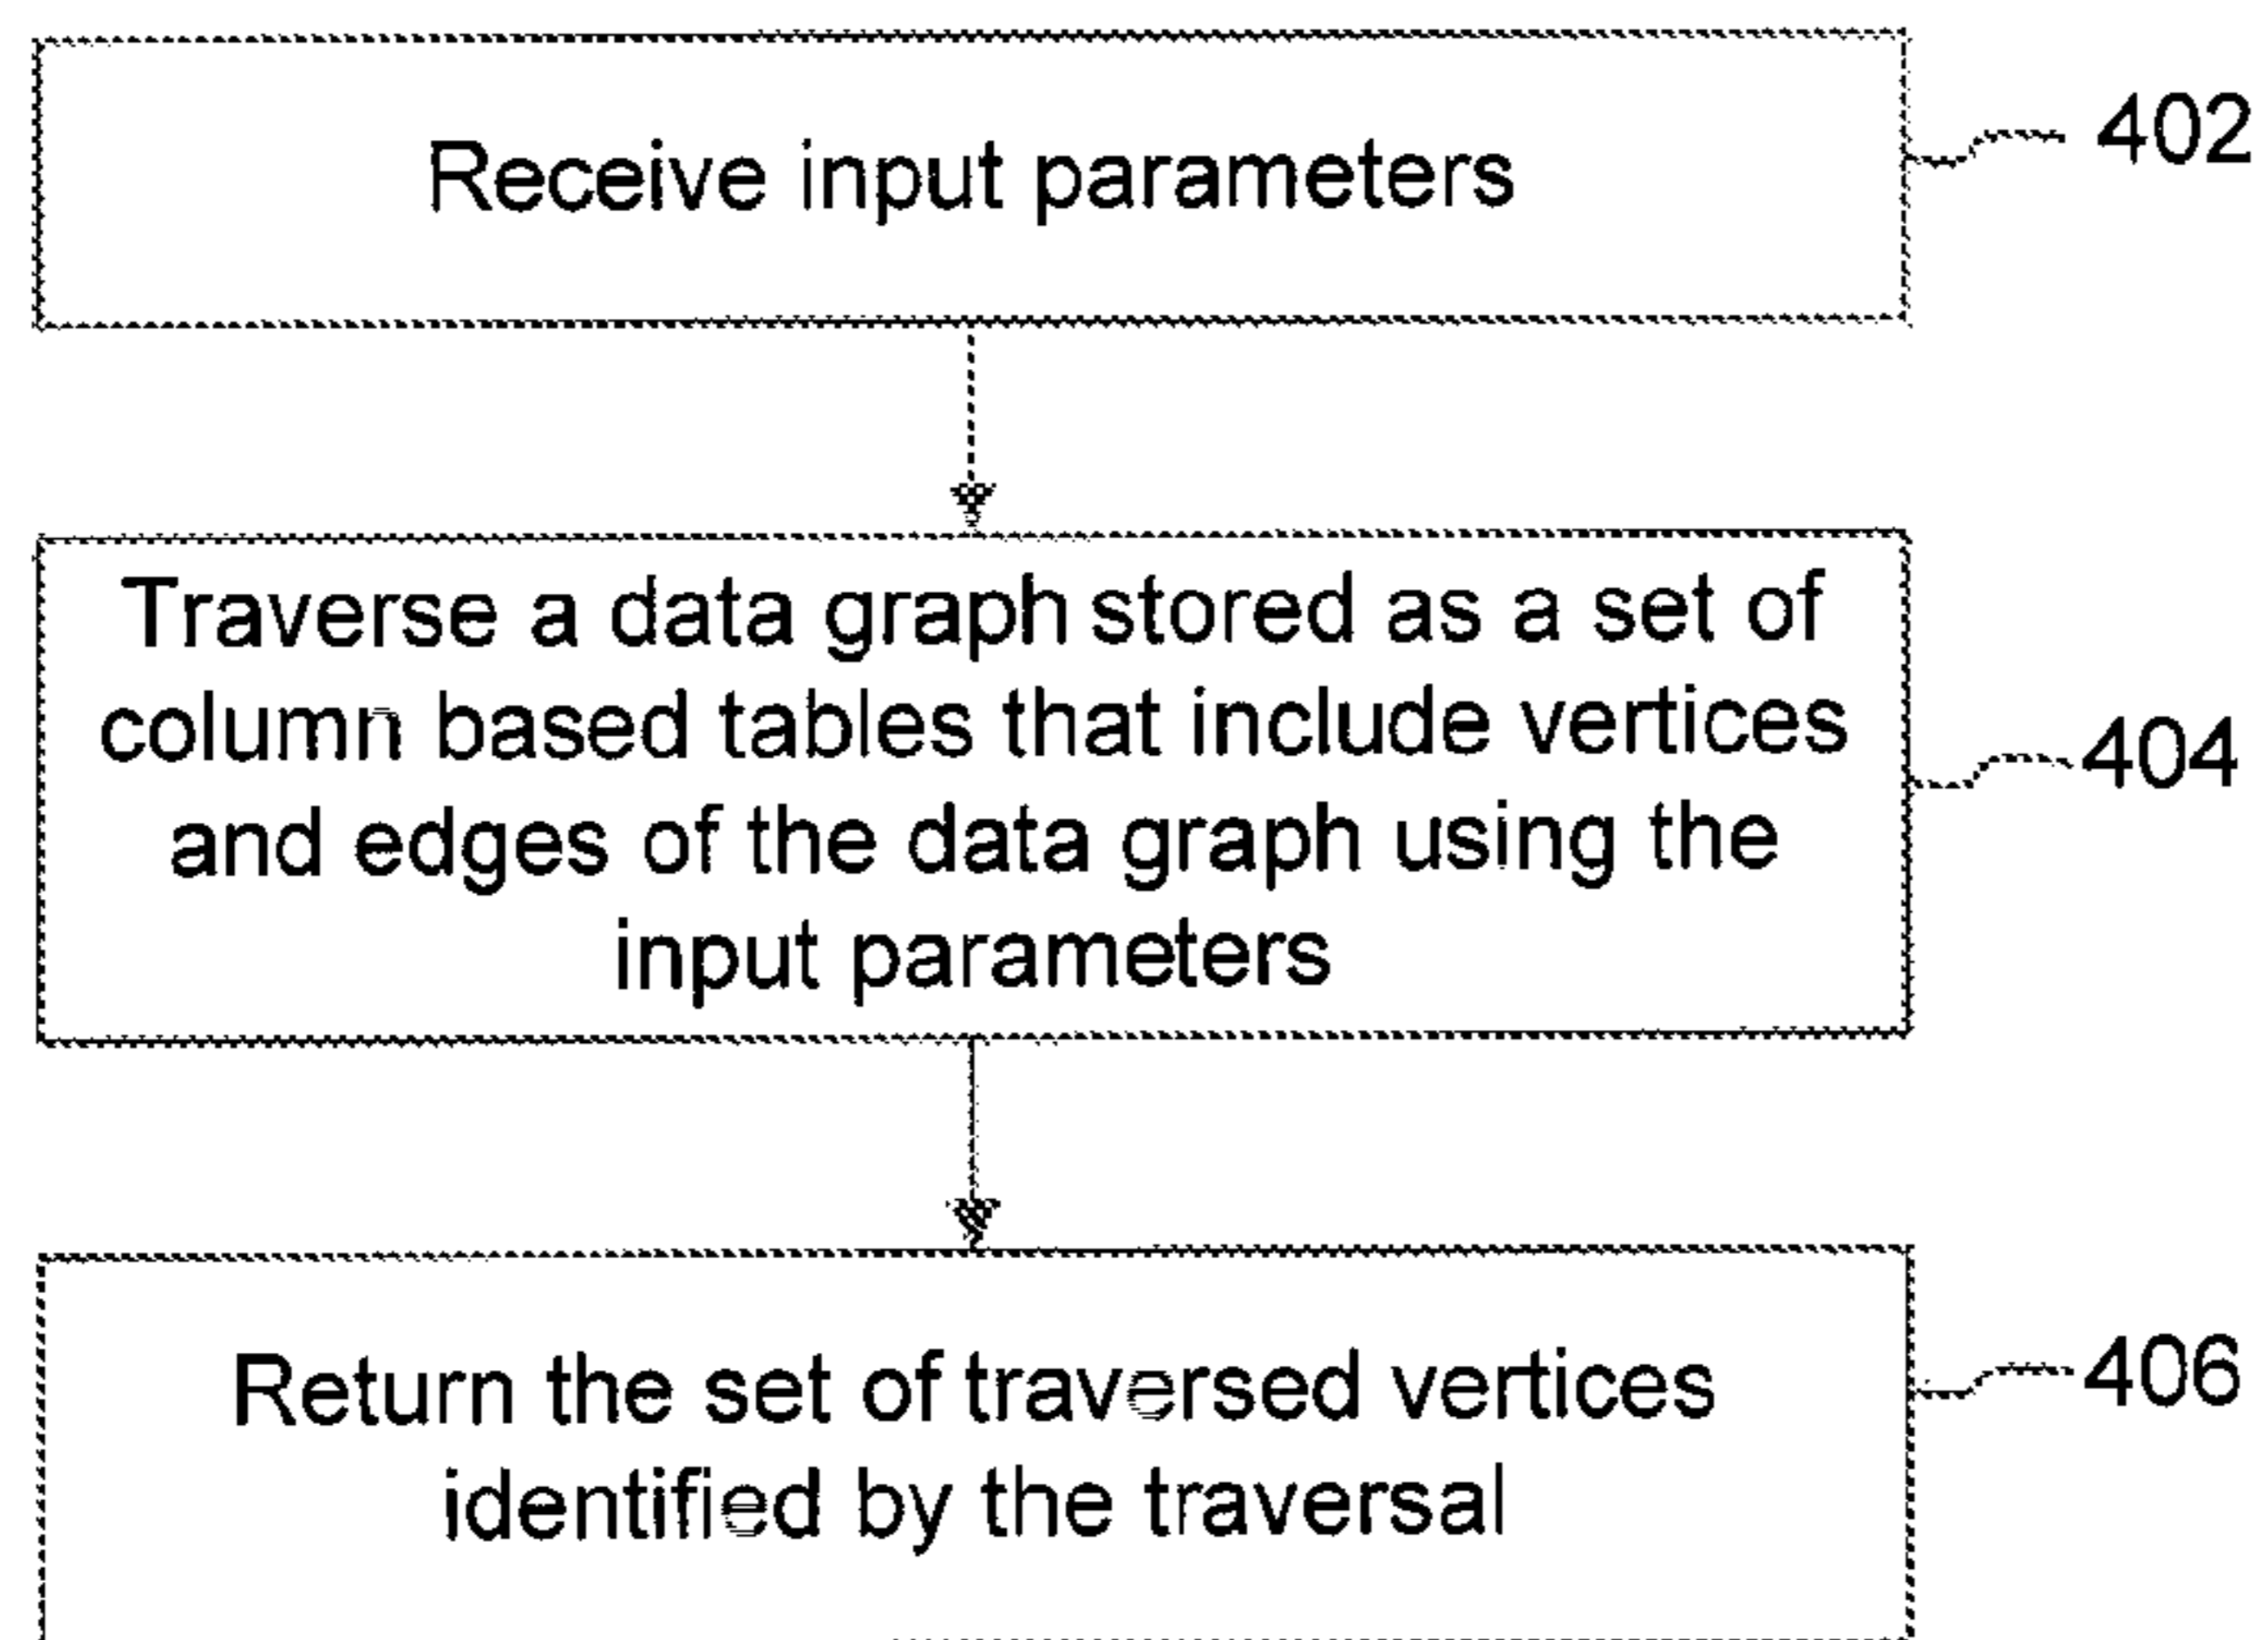 Receive input parameters
402
Traverse a data graph stored as a set of
column based tables that include vertices
and edges of the data graph using the
input parameters
404
Return the set of traversed vertices
identified by the traversal
406